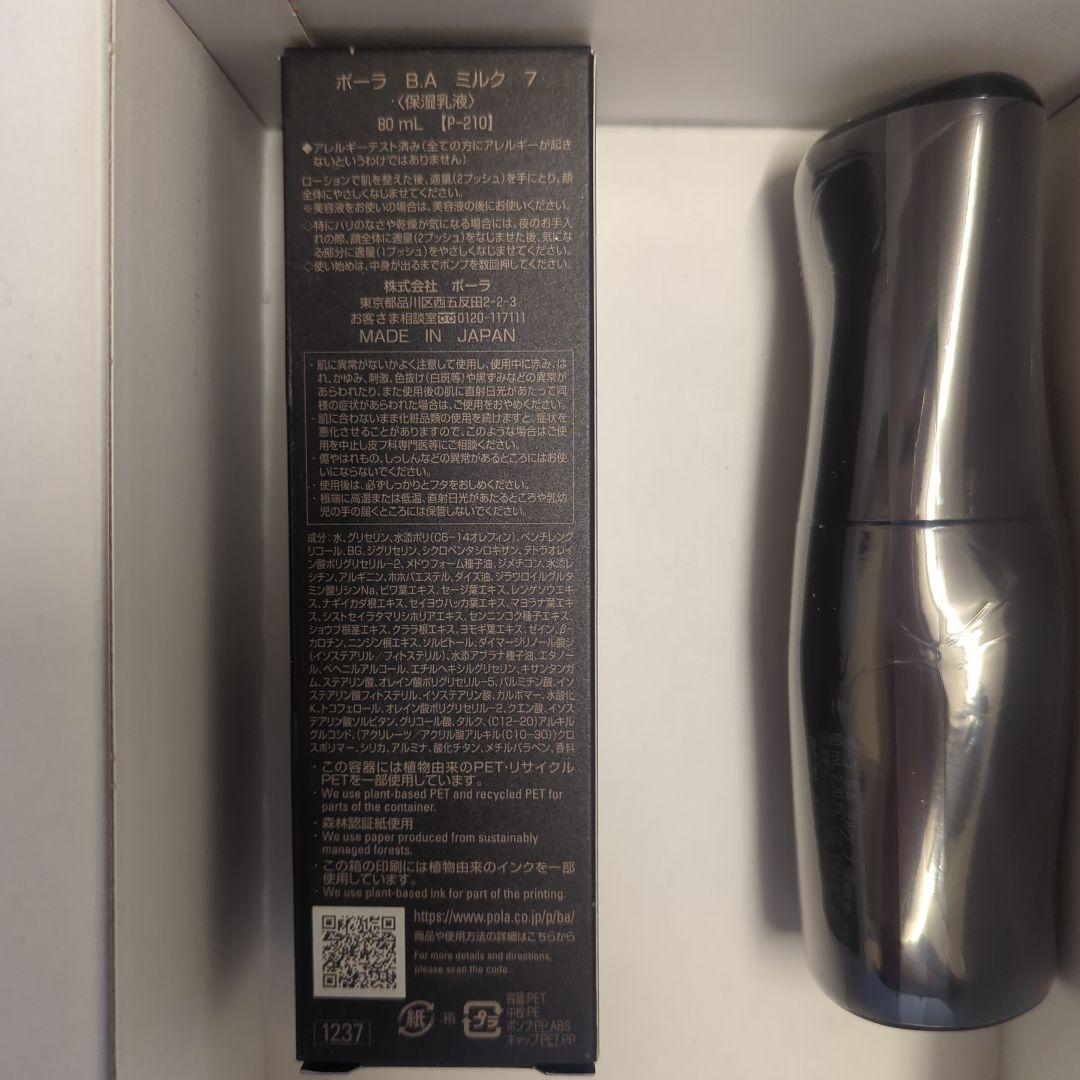 ポーラ B.A ミルク 7
〈保湿乳液〉
80 mL 【P-210】
◆アレルギーテスト済み(全ての方にアレルギーが起き
ないというわけではありません)
ローションで肌を整えた後、適量(2プッシュ)を手にとり、顔
全体にやさしくなじませてください。
※美容液をお使いの場合は、美容液の後にお使いください。
◇特にハリのなさや乾燥が気になる場合には、夜のお手入
れの際、顔全体に適量(2プッシュ)をなじませた後、気にな
る部分に適量(1プッシュ)をやさしくなじませてください。
◇使い始めは、中身が出るまでポンプを数回押してください。
株式会社 ポーラ
東京都品川区西五反田2-2-3
お客さま相談室 0120-117111
MADE IN JAPAN
・肌に異常がないかよく注意して使用し、使用中に赤み、は
れ、かゆみ、刺激、色抜け(白斑等)や黒ずみなどの異常が
あらわれたり、また使用後の肌に直射日光があたって同
様の症状があらわれた場合は、ご使用をおやめください。
・肌に合わないまま化粧品類の使用を続けますと、症状を
悪化させることがありますので、このような場合はご使
用を中止し皮フ科専門医等にご相談ください。
・傷やはれもの、しっしんなどの異常があるところにはお使
いにならないでください。
・使用後は、必ずしっかりとフタをおしめください。
・極端に高温または低温、直射日光があたるところや乳幼
児の手の届くところには保管しないでください。
成分:水、グリセリン、水添ポリ(C6-14オレフィン)、ペンチレング
リコール、BG、ジグリセリン、シクロペンタシロキサン、テトラオレイ
ン酸ポリグリセリル-2、メドウフォーム種子油、ジメチコン、水添レ
シチン、アルギニン、ホホバエステル、ダイズ油、ジラウロイルグルタ
ミン酸リシンNa、ビワ葉エキス、セージ葉エキス、レンゲソウエキ
ス、ナギイカダ根エキス、セイヨウハッカ葉エキス、マヨラナ葉エキ
ス、シストセイラタマリシホリアエキス、センニンコク種子エキス、
ショウブ根茎エキス、クララ根エキス、ヨモギ葉エキス、ゼイン、β-
カロチン、ニンジン根エキス、ソルビトール、ダイマージリノール酸ジ
(イソステアリル/フィトステリル)、水添アブラナ種子油、エタノー
ル、ベヘニルアルコール、エチルヘキシルグリセリン、キサンタンガ
ム、ステアリン酸、オレイン酸ポリグリセリル-5、パルミチン酸、イソ
ステアリン酸フィトステリル、イソステアリン酸、カルボマー、水酸化
K、トコフェロール、オレイン酸ポリグリセリル-2、クエン酸、イソス
テアリン酸ソルビタン、グリコール酸、タルク、(C12-20)アルキル
グルコシド、(アクリレーツ/アクリル酸アルキル(C10-30))クロ
スポリマー、シリカ、アルミナ、酸化チタン、メチルパラベン、香料
・この容器には植物由来のPET・リサイクル
PETを一部使用しています。
・We use plant-based PET and recycled PET for
parts of the container.
・森林認証紙使用
・We use paper produced from sustainably
managed forests.
・この箱の印刷には植物由来のインクを一部
使用しています。
・We use plant-based ink for part of the printing
https://www.pola.co.jp/p/ba/
商品や使用方法の詳細はこちらから
For more details and directions,
please scan the code.
1237
紙 箱
プラ
容器:PET
中栓:PE
ポンプ:PP,ABS
キャップ:PET,PP